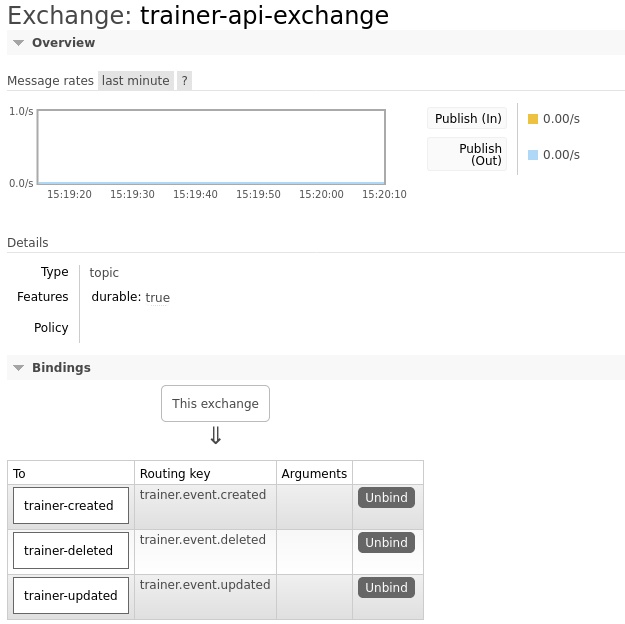 Exchange: trainer-api-exchange
Overview
Message rates last minute ?
1.0/s
0.0/s
15:19:20 15:19:30 15:19:40 15:19:50 15:20:00 15:20:10
Publish (In) 0.00/s
Publish
(Out) 0.00/s
Details
Type topic
Features durable: true
Policy
Bindings
This exchange
⇓
To Routing key Arguments
trainer-created trainer.event.created Unbind
trainer-deleted trainer.event.deleted Unbind
trainer-updated trainer.event.updated Unbind